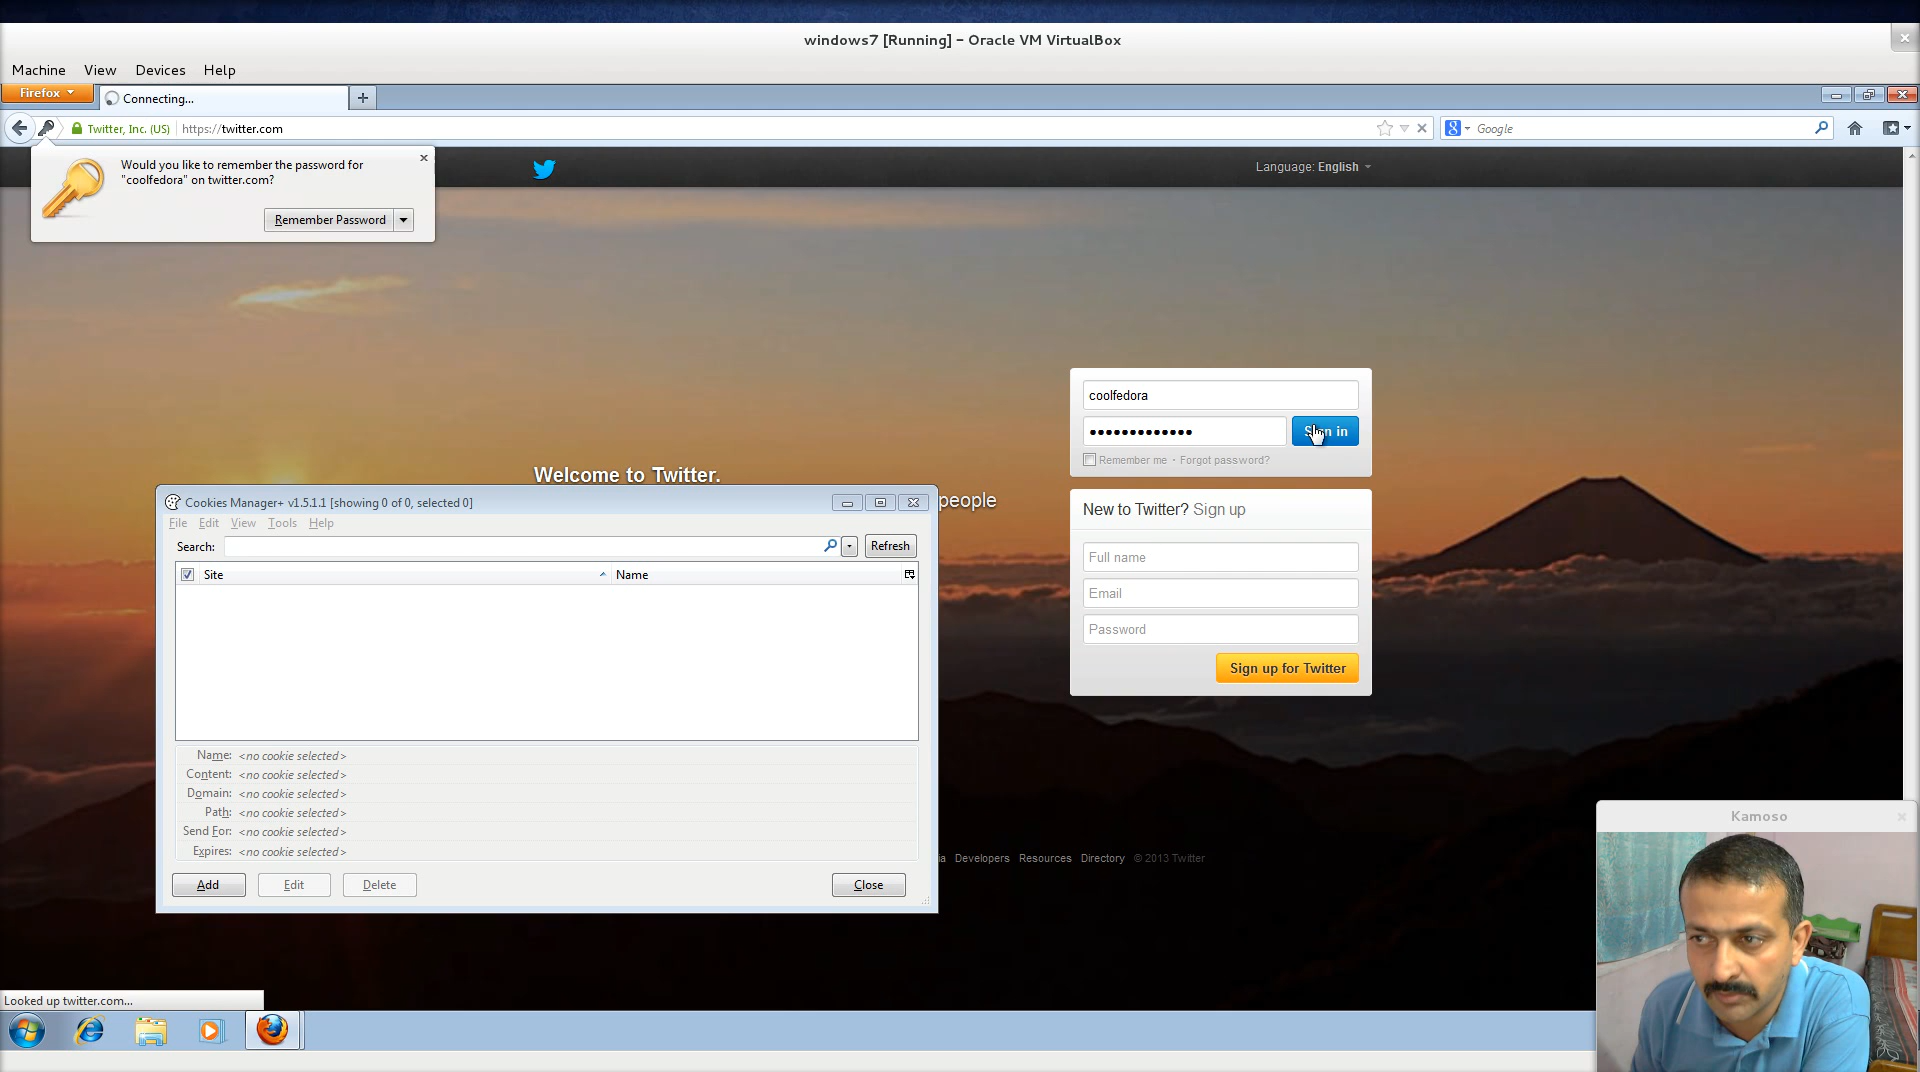 windows7 [Running] – Oracle VM VirtualBox
Machine View Devices Help
Firefox
Connecting...
Twitter, Inc. (US) https://twitter.com
Google
Would you like to remember the password for
"coolfedora" on twitter.com?
Remember Password
Language: English
coolfedora
Sign in
Remember me · Forgot password?
Welcome to Twitter.
people
New to Twitter? Sign up
Full name
Email
Password
Sign up for Twitter
Cookies Manager+ v1.5.1.1 [showing 0 of 0, selected 0]
File Edit View Tools Help
Search:
Refresh
Site Name
Name: <no cookie selected>
Content: <no cookie selected>
Domain: <no cookie selected>
Path: <no cookie selected>
Send For: <no cookie selected>
Expires: <no cookie selected>
Add Edit Delete Close
Developers Resources Directory © 2013 Twitter
Kamoso
Looked up twitter.com...